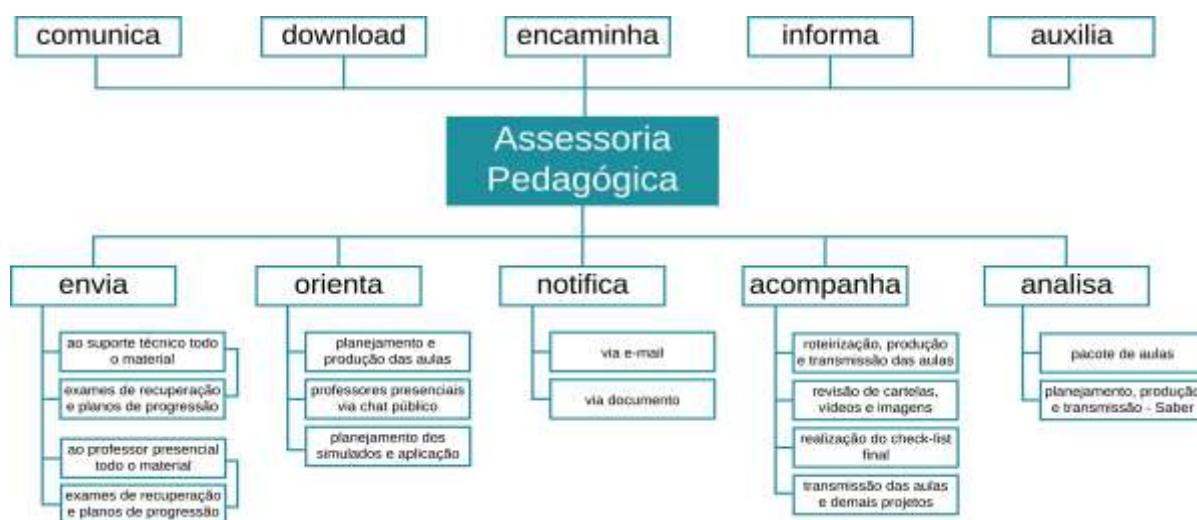 comunica
download
encaminha
informa
auxilia
Assessoria
Pedagógica
envia
ao suporte técnico todo
o material
exames de recuperação
e planos de progressão
ao professor presencial
todo o material
exames de recuperação
e planos de progressão
orienta
planejamento e
produção das aulas
professores presenciais
via chat público
planejamento dos
simulados e aplicação
notifica
via e-mail
via documento
acompanha
roteirização, produção
e transmissão das aulas
revisão de cartelas,
vídeos e imagens
realização do check-list
final
transmissão das aulas
e demais projetos
analisa
pacote de aulas
planejamento, produção
e transmissão - Saber